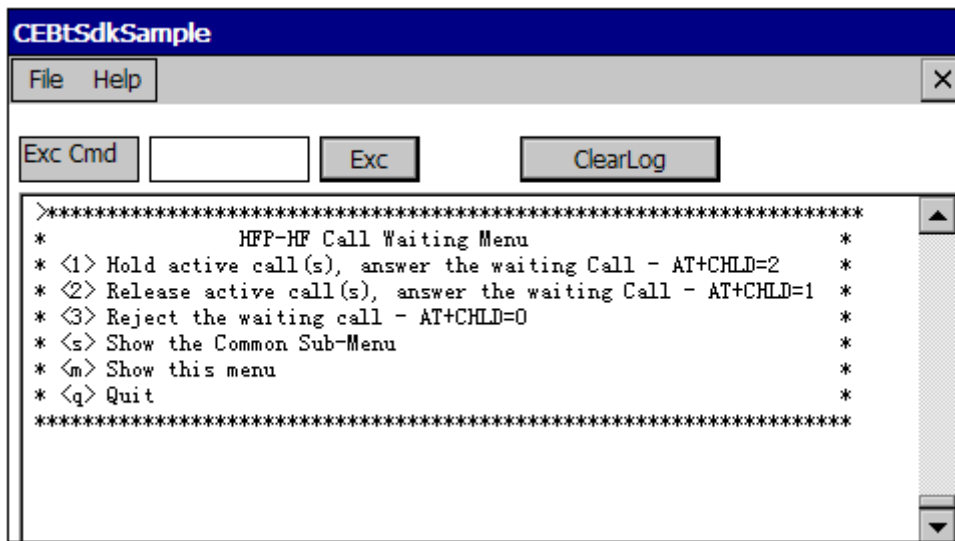 CEBtSdkSample
File Help
Exc Cmd Exc ClearLog
>********************************************************************
* HFP-HF Call Waiting Menu *
* <1> Hold active call(s), answer the waiting Call - AT+CHLD=2 *
* <2> Release active call(s), answer the waiting Call - AT+CHLD=1 *
* <3> Reject the waiting call - AT+CHLD=0 *
* <s> Show the Common Sub-Menu *
* <m> Show this menu *
* <q> Quit *
********************************************************************